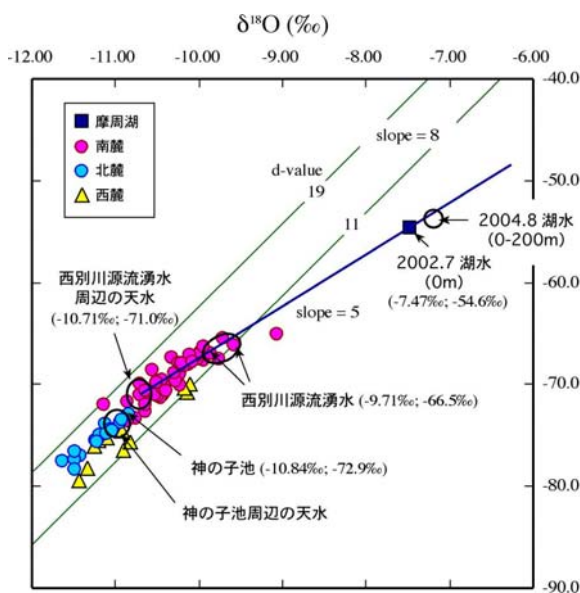 δ¹⁸O (‰)
-12.00 -11.00 -10.00 -9.00 -8.00 -7.00 -6.00
-40.0
摩周湖
南麓
北麓
西麓
slope = 8
d-value
19
11
-50.0
2004.8 湖水
(0-200m)
2002.7 湖水
(0m)
(-7.47‰; -54.6‰)
西別川源流湧水
周辺の天水
(-10.71‰; -71.0‰)
slope = 5
-60.0
西別川源流湧水 (-9.71‰; -66.5‰)
-70.0
神の子池 (-10.84‰; -72.9‰)
神の子池周辺の天水
-80.0
-90.0